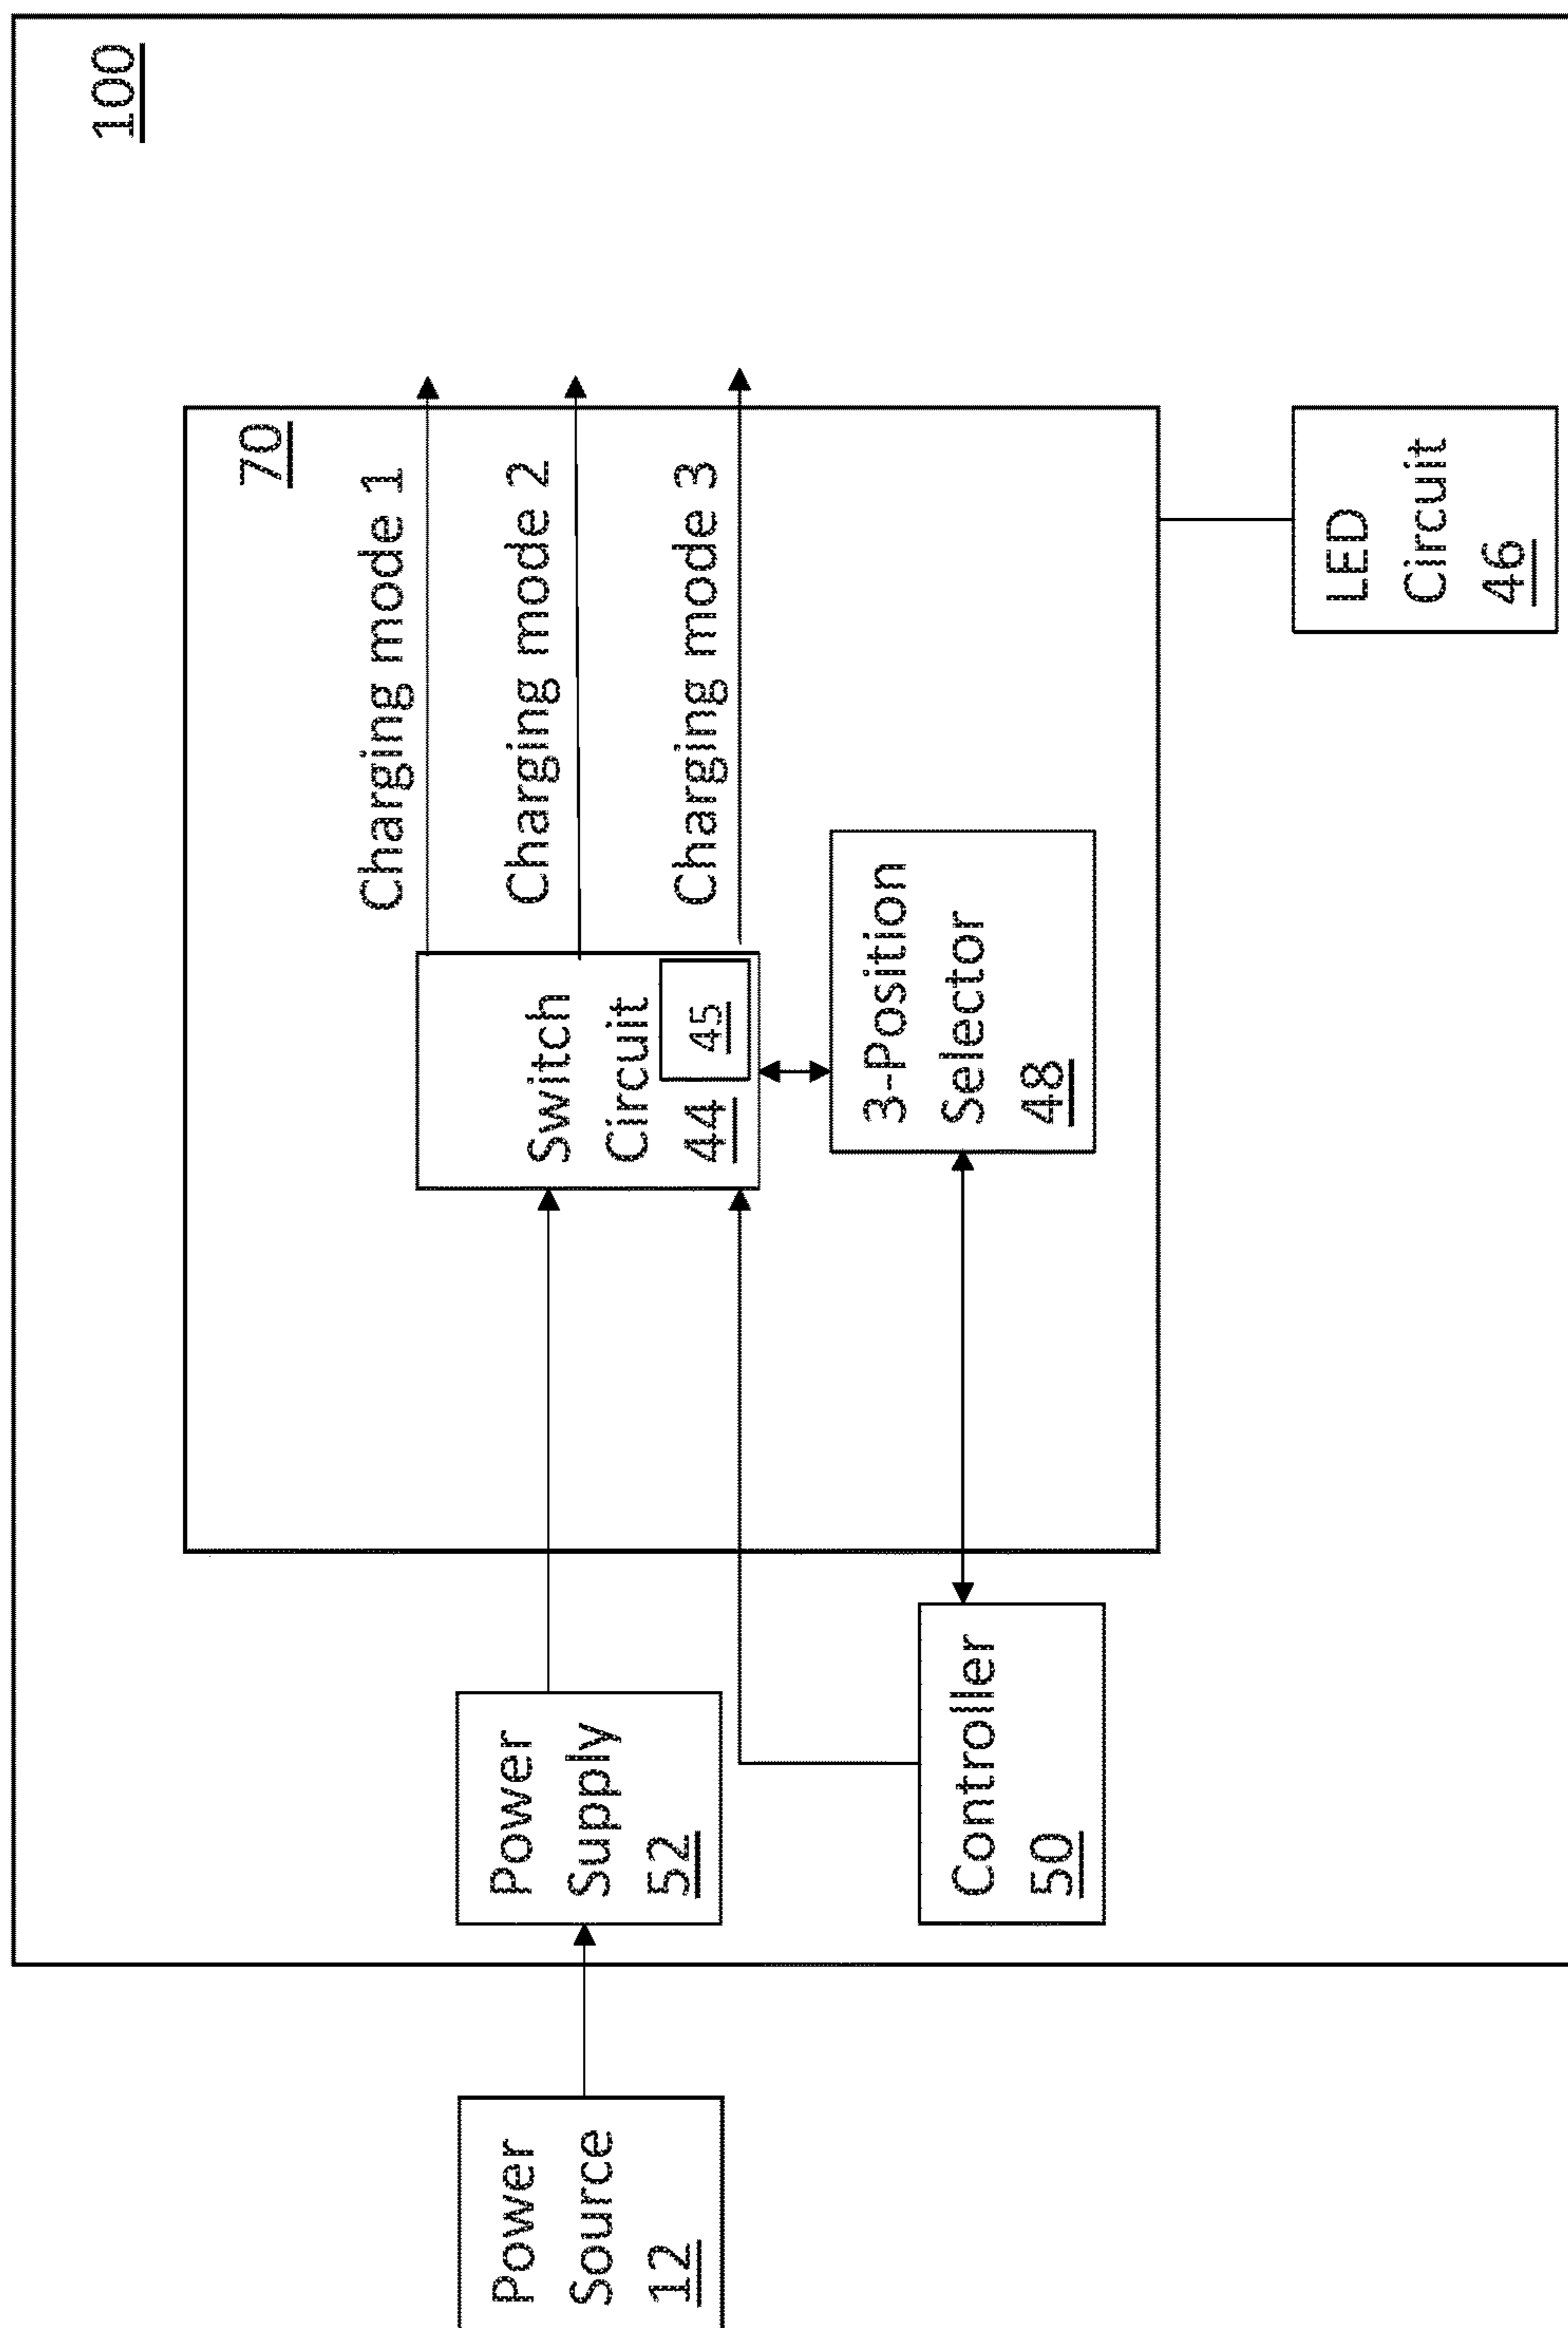 100
70
Charging mode 1
Charging mode 2
Charging mode 3
Switch
Circuit
44
45
3-Position
Selector
48
Power
Source
12
Power
Supply
52
Controller
50
LED
Circuit
46